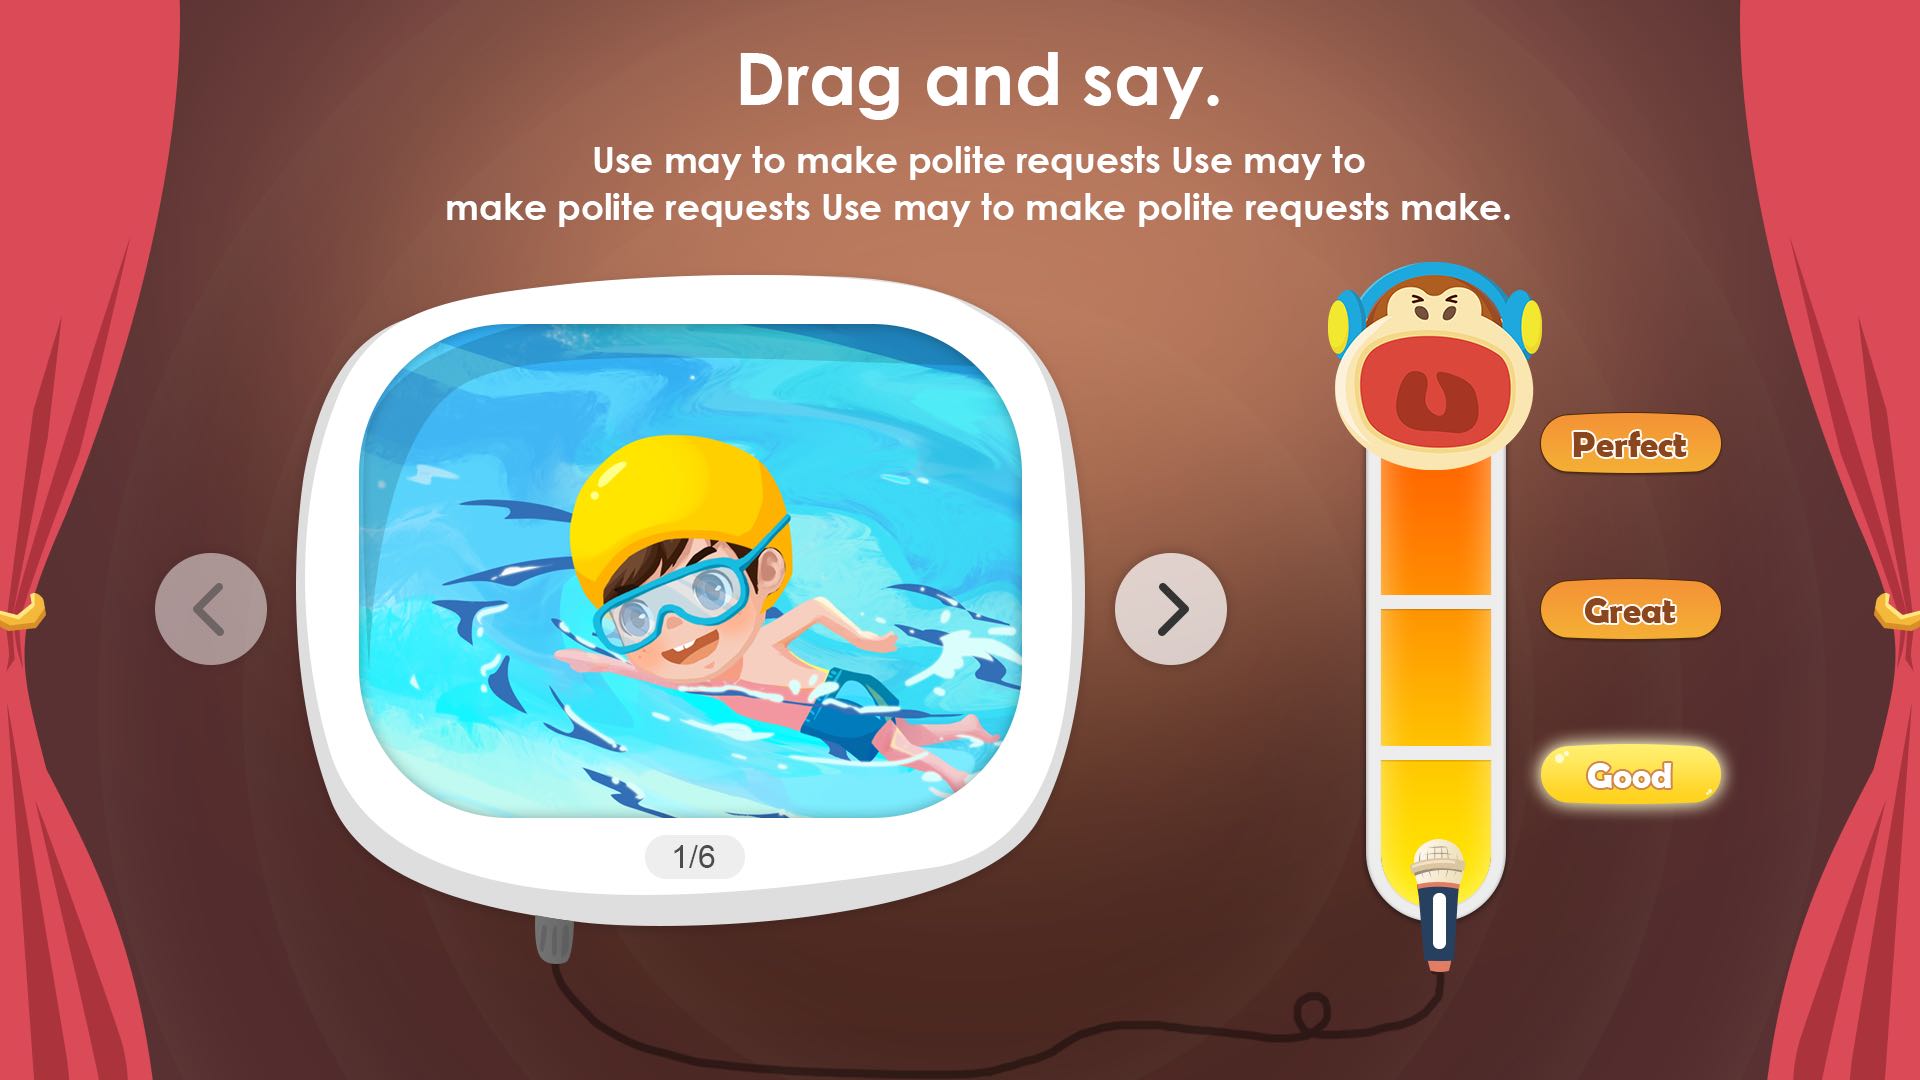 Drag and say.
Use may to make polite requests Use may to
make polite requests Use may to make polite requests make.
Perfect
Great
Good
1/6